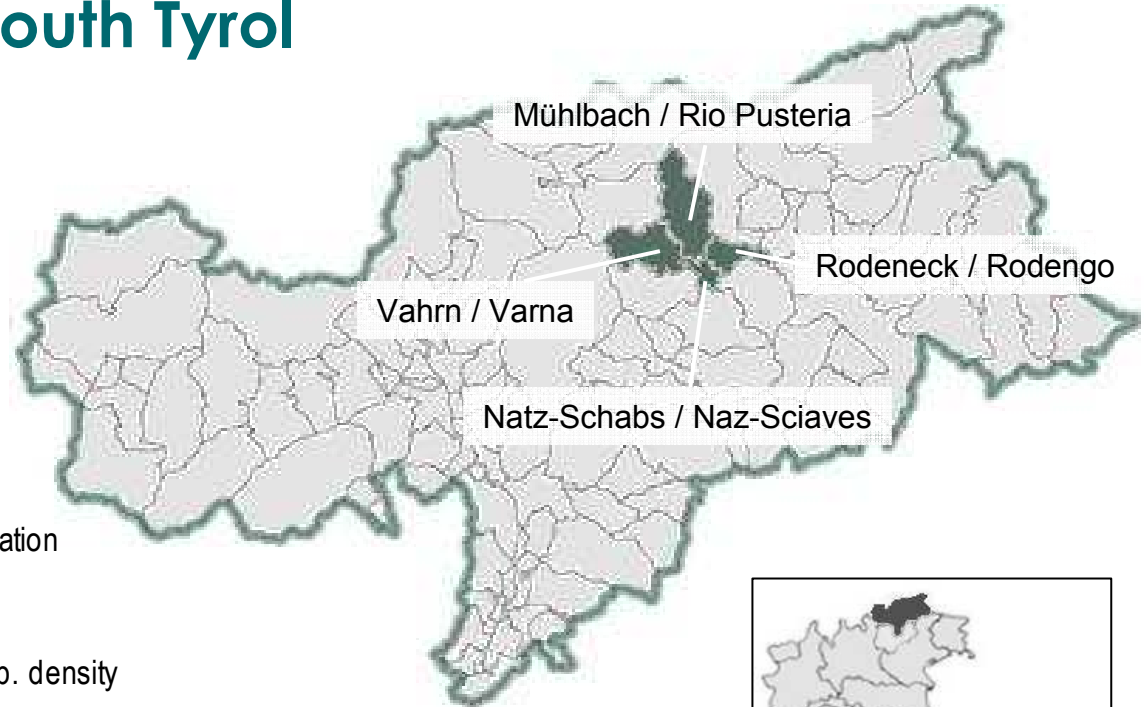 outh Tyrol
Mühlbach / Rio Pusteria
Rodeneck / Rodengo
Vahrn / Varna
Natz-Schabs / Naz-Sciaves
ation
. density